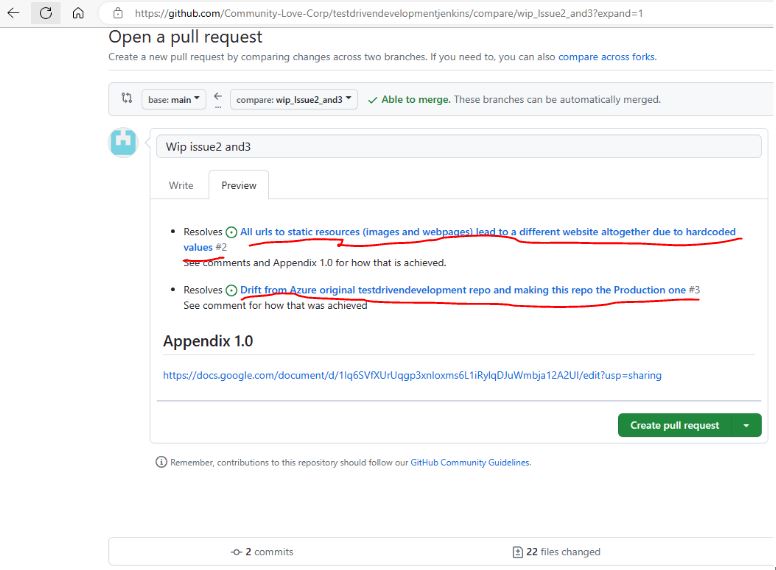 https://github.com/Community-Love-Corp/testdrivendevelopmentjenkins/compare/wip_Issue2_and3?expand=1
Open a pull request
Create a new pull request by comparing changes across two branches. If you need to, you can also compare across forks.
base: main ← compare: wip_Issue2_and3 ✓ Able to merge. These branches can be automatically merged.
...
Wip issue2 and3
Write Preview
• Resolves All urls to static resources (images and webpages) lead to a different website altogether due to hardcoded
values #2
See comments and Appendix 1.0 for how that is achieved.
• Resolves Drift from Azure original testdrivendevelopment repo and making this repo the Production one #3
See comment for how that was achieved
Appendix 1.0
https://docs.google.com/document/d/1Iq6SVfXUrUqgp3xnIoxms6L1iRyIqDJuWmbja12A2UI/edit?usp=sharing
Create pull request
Remember, contributions to this repository should follow our GitHub Community Guidelines.
2 commits 22 files changed